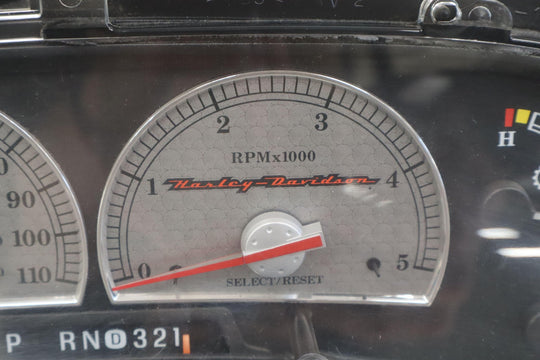 2 3
RPMx1000
1 Harley-Davidson 4
90
100
110
0 5
SELECT/RESET
H
P RND321